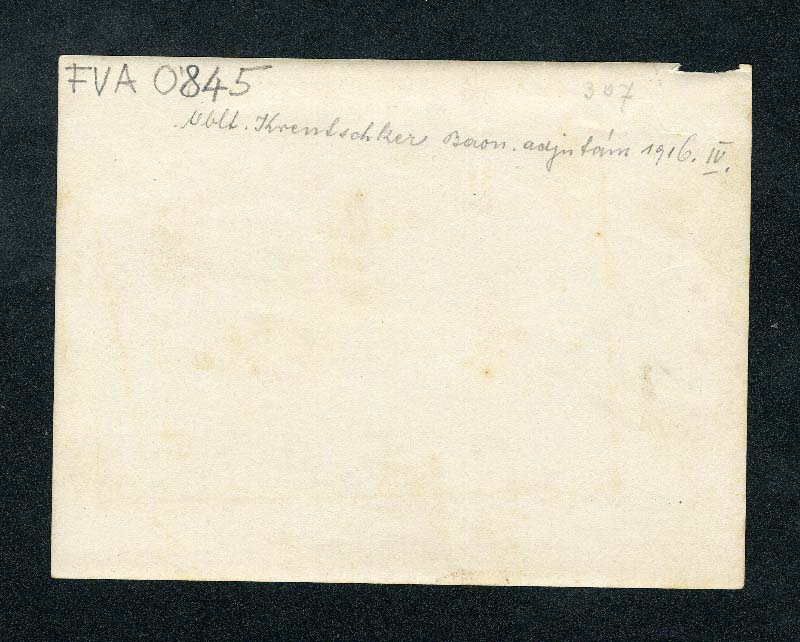 FVA 0845
307
Oblt. Krentschker Baon. adjutám 1916. IV.